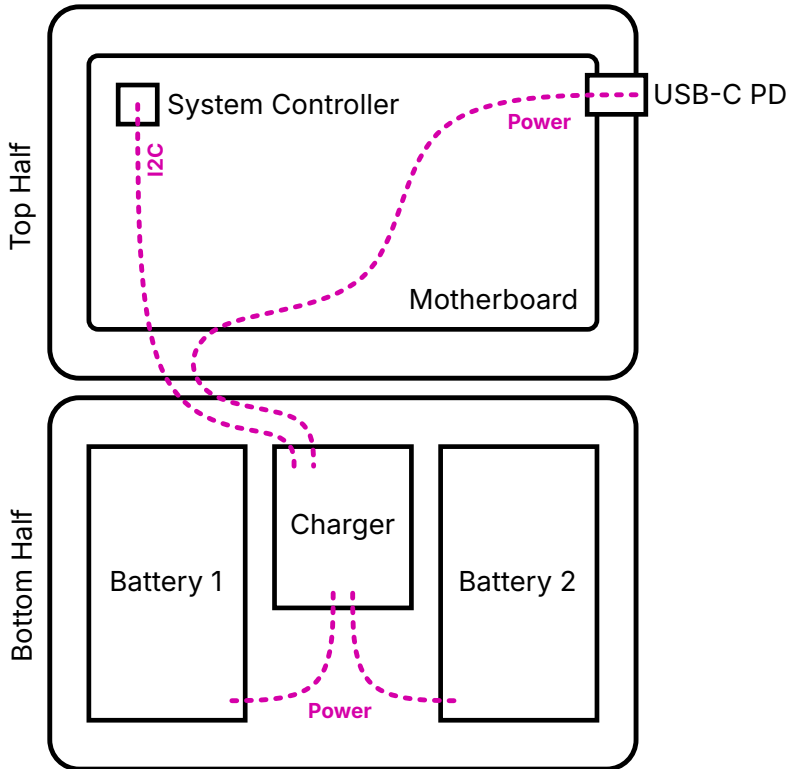 Top Half
System Controller
USB-C PD
Power
I2C
Motherboard
Bottom Half
Charger
Battery 1
Battery 2
Power